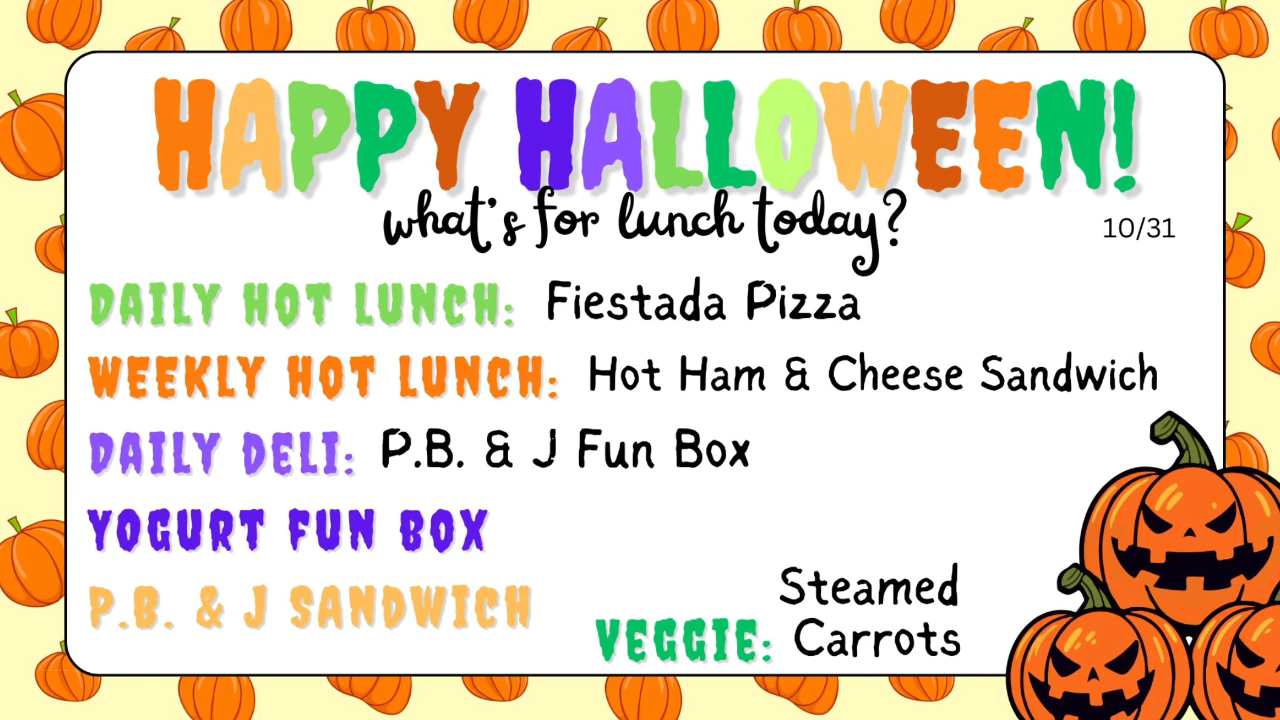 HAPPY HALLOWEEN!
what's for lunch today?
10/31
DAILY HOT LUNCH: Fiestada Pizza
WEEKLY HOT LUNCH: Hot Ham & Cheese Sandwich
DAILY DELI: P.B. & J Fun Box
YOGURT FUN BOX
P.B. & J SANDWICH
Steamed
VEGGIE: Carrots